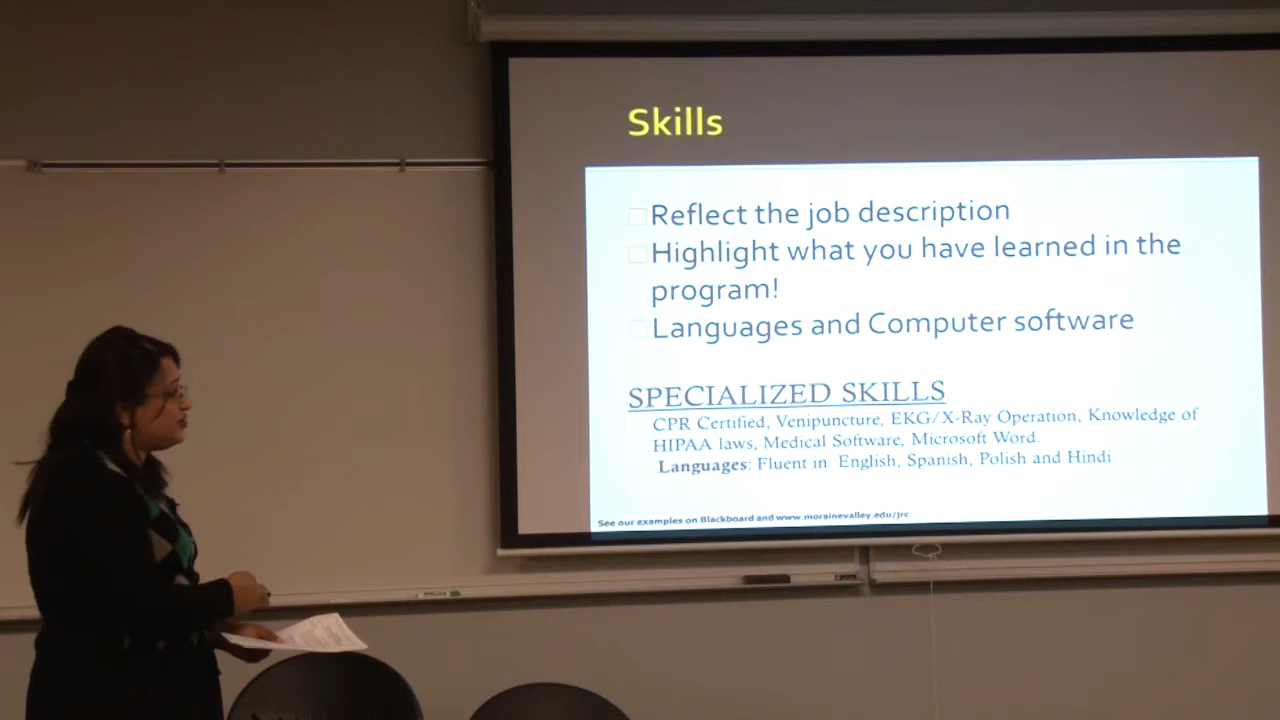 Skills
Reflect the job description
Highlight what you have learned in the
program!
Languages and Computer software
SPECIALIZED SKILLS
CPR Certified, Venipuncture, EKG/X-Ray Operation, Knowledge of
HIPAA laws, Medical Software, Microsoft Word.
Languages: Fluent in English, Spanish, Polish and Hindi
See our examples on Blackboard and www.morainevalley.edu/jrc